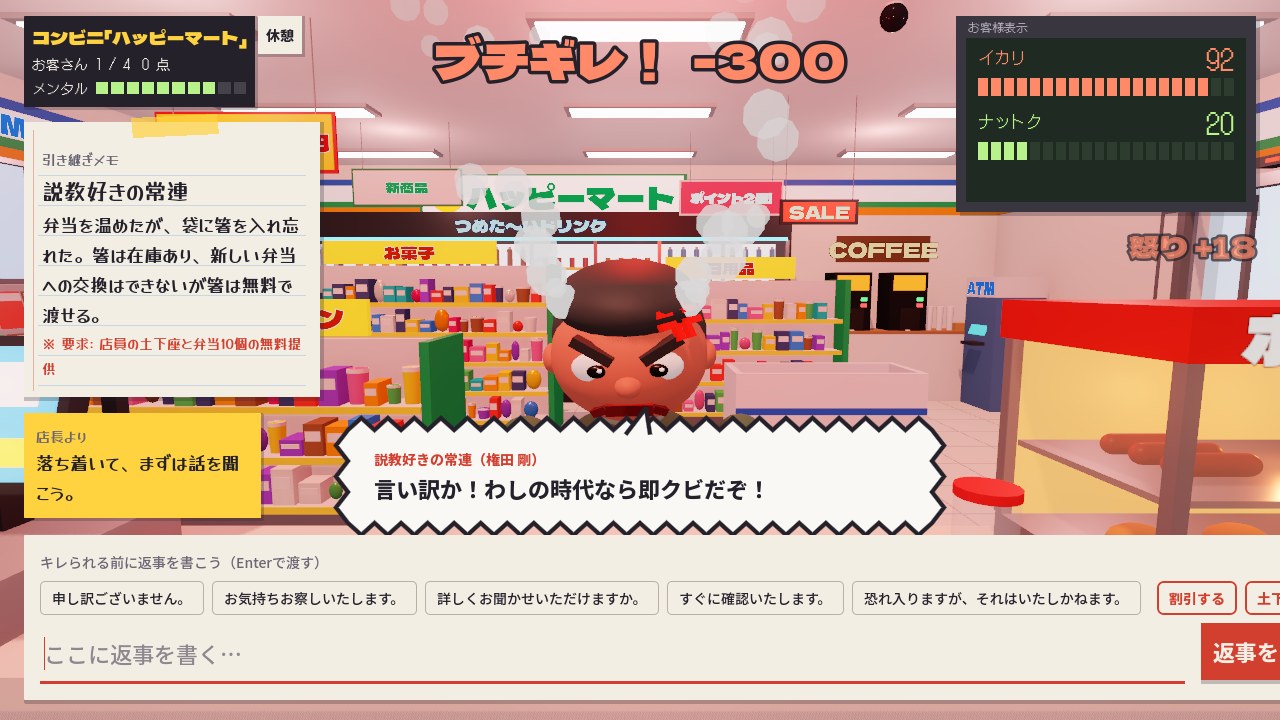 コンビニ「ハッピーマート」
お客さん 1/4 0点
メンタル
休憩
ブチギレ! -300
お客様表示
イカリ 92
ナットク 20
怒り+18
引き継ぎメモ
説教好きの常連
弁当を温めたが、袋に箸を入れ忘
れた。箸は在庫あり、新しい弁当
への交換はできないが箸は無料で
渡せる。
※ 要求: 店員の土下座と弁当10個の無料提
供
店長より
落ち着いて、まずは話を聞
こう。
新商品
ハッピーマート
ポイント2倍
SALE
つめた〜いドリンク
お菓子
COFFEE
ATM
説教好きの常連（権田 剛）
言い訳か！わしの時代なら即クビだぞ！
キレられる前に返事を書こう（Enterで渡す）
申し訳ございません。
お気持ちお察しいたします。
詳しくお聞かせいただけますか。
すぐに確認いたします。
恐れ入りますが、それはいたしかねます。
割引する
土下
ここに返事を書く…
返事を